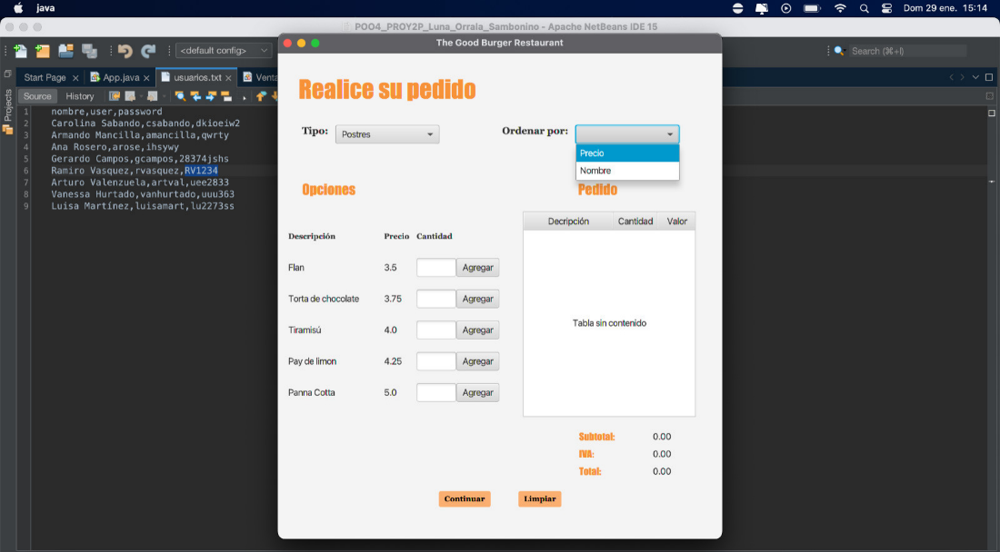 java
Dom 29 ene. 15:14
POO4_PROY2P_Luna_Orrala_Sambonino - Apache NetBeans IDE 15
The Good Burger Restaurant
<default config>
Search (⌘+I)
Start Page
App.java
usuarios.txt
Venta
Source
History
Projects
1 nombre,user,password
2 Carolina Sabando,csabando,dkioeiw2
3 Armando Mancilla,amancilla,qwrty
4 Ana Rosero,arose,ihsywy
5 Gerardo Campos,gcampos,28374jshs
6 Ramiro Vasquez,rvasquez,RV1234
7 Arturo Valenzuela,artval,uee2833
8 Vanessa Hurtado,vanhurtado,uuu363
9 Luisa Martínez,luisamart,lu2273ss
Realice su pedido
Tipo: Postres
Ordenar por:
Precio
Nombre
Opciones
Pedido
Descripción Precio Cantidad
Flan 3.5 Agregar
Torta de chocolate 3.75 Agregar
Tiramisú 4.0 Agregar
Pay de limon 4.25 Agregar
Panna Cotta 5.0 Agregar
Decripción Cantidad Valor
Tabla sin contenido
Subtotal: 0.00
IVA: 0.00
Total: 0.00
Continuar
Limpiar